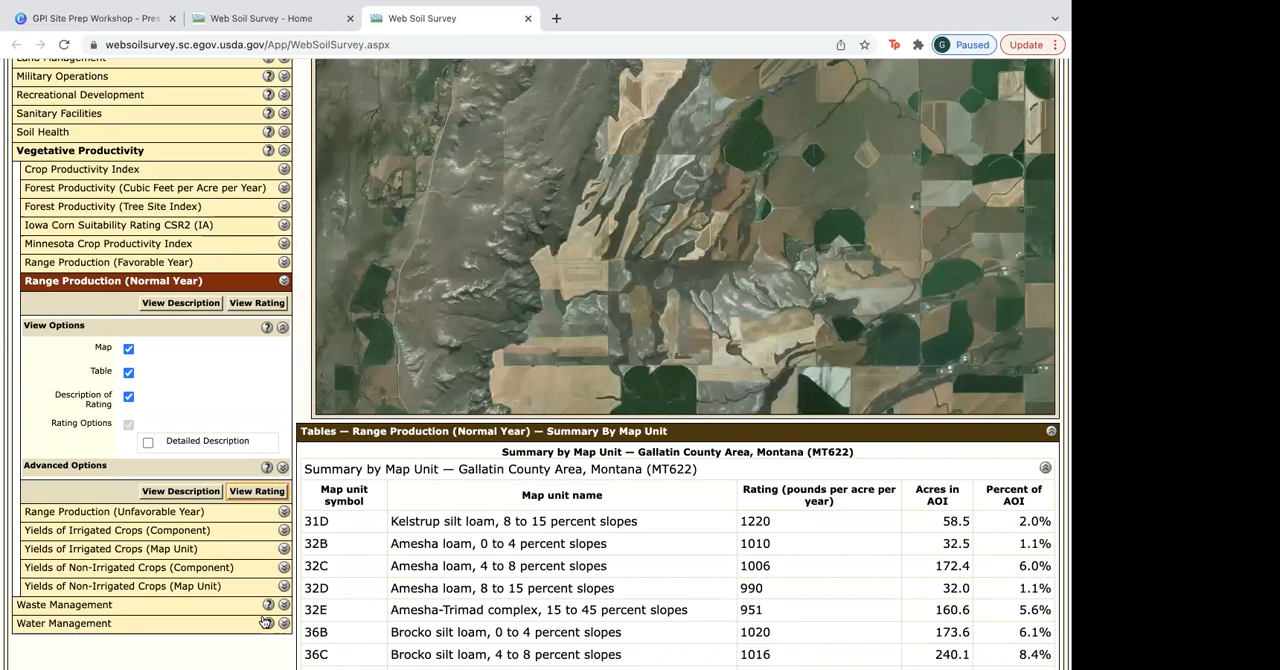 GPI Site Prep Workshop - Pres
Web Soil Survey - Home
Web Soil Survey
websoilsurvey.sc.egov.usda.gov/App/WebSoilSurvey.aspx
Tp
G Paused
Update
Land Management
Military Operations
Recreational Development
Sanitary Facilities
Soil Health
Vegetative Productivity
Crop Productivity Index
Forest Productivity (Cubic Feet per Acre per Year)
Forest Productivity (Tree Site Index)
Iowa Corn Suitability Rating CSR2 (IA)
Minnesota Crop Productivity Index
Range Production (Favorable Year)
Range Production (Normal Year)
View Description View Rating
View Options
Map
Table
Description of
Rating
Rating Options
Detailed Description
Advanced Options
View Description View Rating
Range Production (Unfavorable Year)
Yields of Irrigated Crops (Component)
Yields of Irrigated Crops (Map Unit)
Yields of Non-Irrigated Crops (Component)
Yields of Non-Irrigated Crops (Map Unit)
Waste Management
Water Management
Tables — Range Production (Normal Year) — Summary By Map Unit
Summary by Map Unit — Gallatin County Area, Montana (MT622)
Summary by Map Unit — Gallatin County Area, Montana (MT622)
Map unit symbol Map unit name Rating (pounds per acre per year) Acres in AOI Percent of AOI
31D Kelstrup silt loam, 8 to 15 percent slopes 1220 58.5 2.0%
32B Amesha loam, 0 to 4 percent slopes 1010 32.5 1.1%
32C Amesha loam, 4 to 8 percent slopes 1006 172.4 6.0%
32D Amesha loam, 8 to 15 percent slopes 990 32.0 1.1%
32E Amesha-Trimad complex, 15 to 45 percent slopes 951 160.6 5.6%
36B Brocko silt loam, 0 to 4 percent slopes 1020 173.6 6.1%
36C Brocko silt loam, 4 to 8 percent slopes 1016 240.1 8.4%